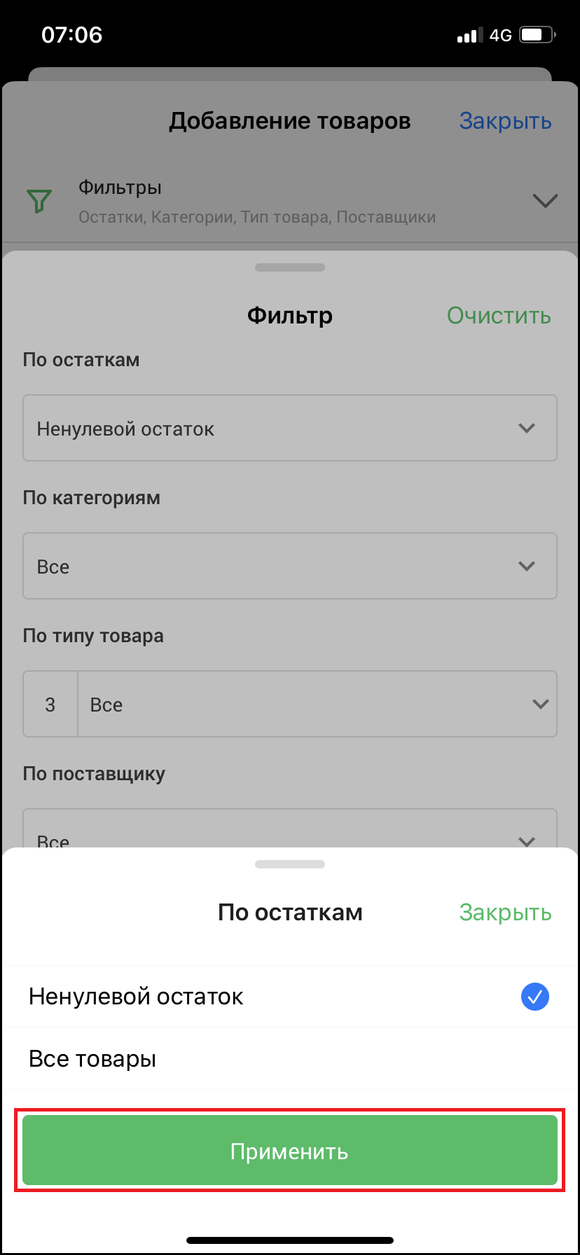 07:06 4G
Добавление товаров Закрыть
Фильтры
Остатки, Категории, Тип товара, Поставщики
Фильтр Очистить
По остаткам
Ненулевой остаток
По категориям
Все
По типу товара
3 Все
По поставщику
Все
По остаткам Закрыть
Ненулевой остаток
Все товары
Применить